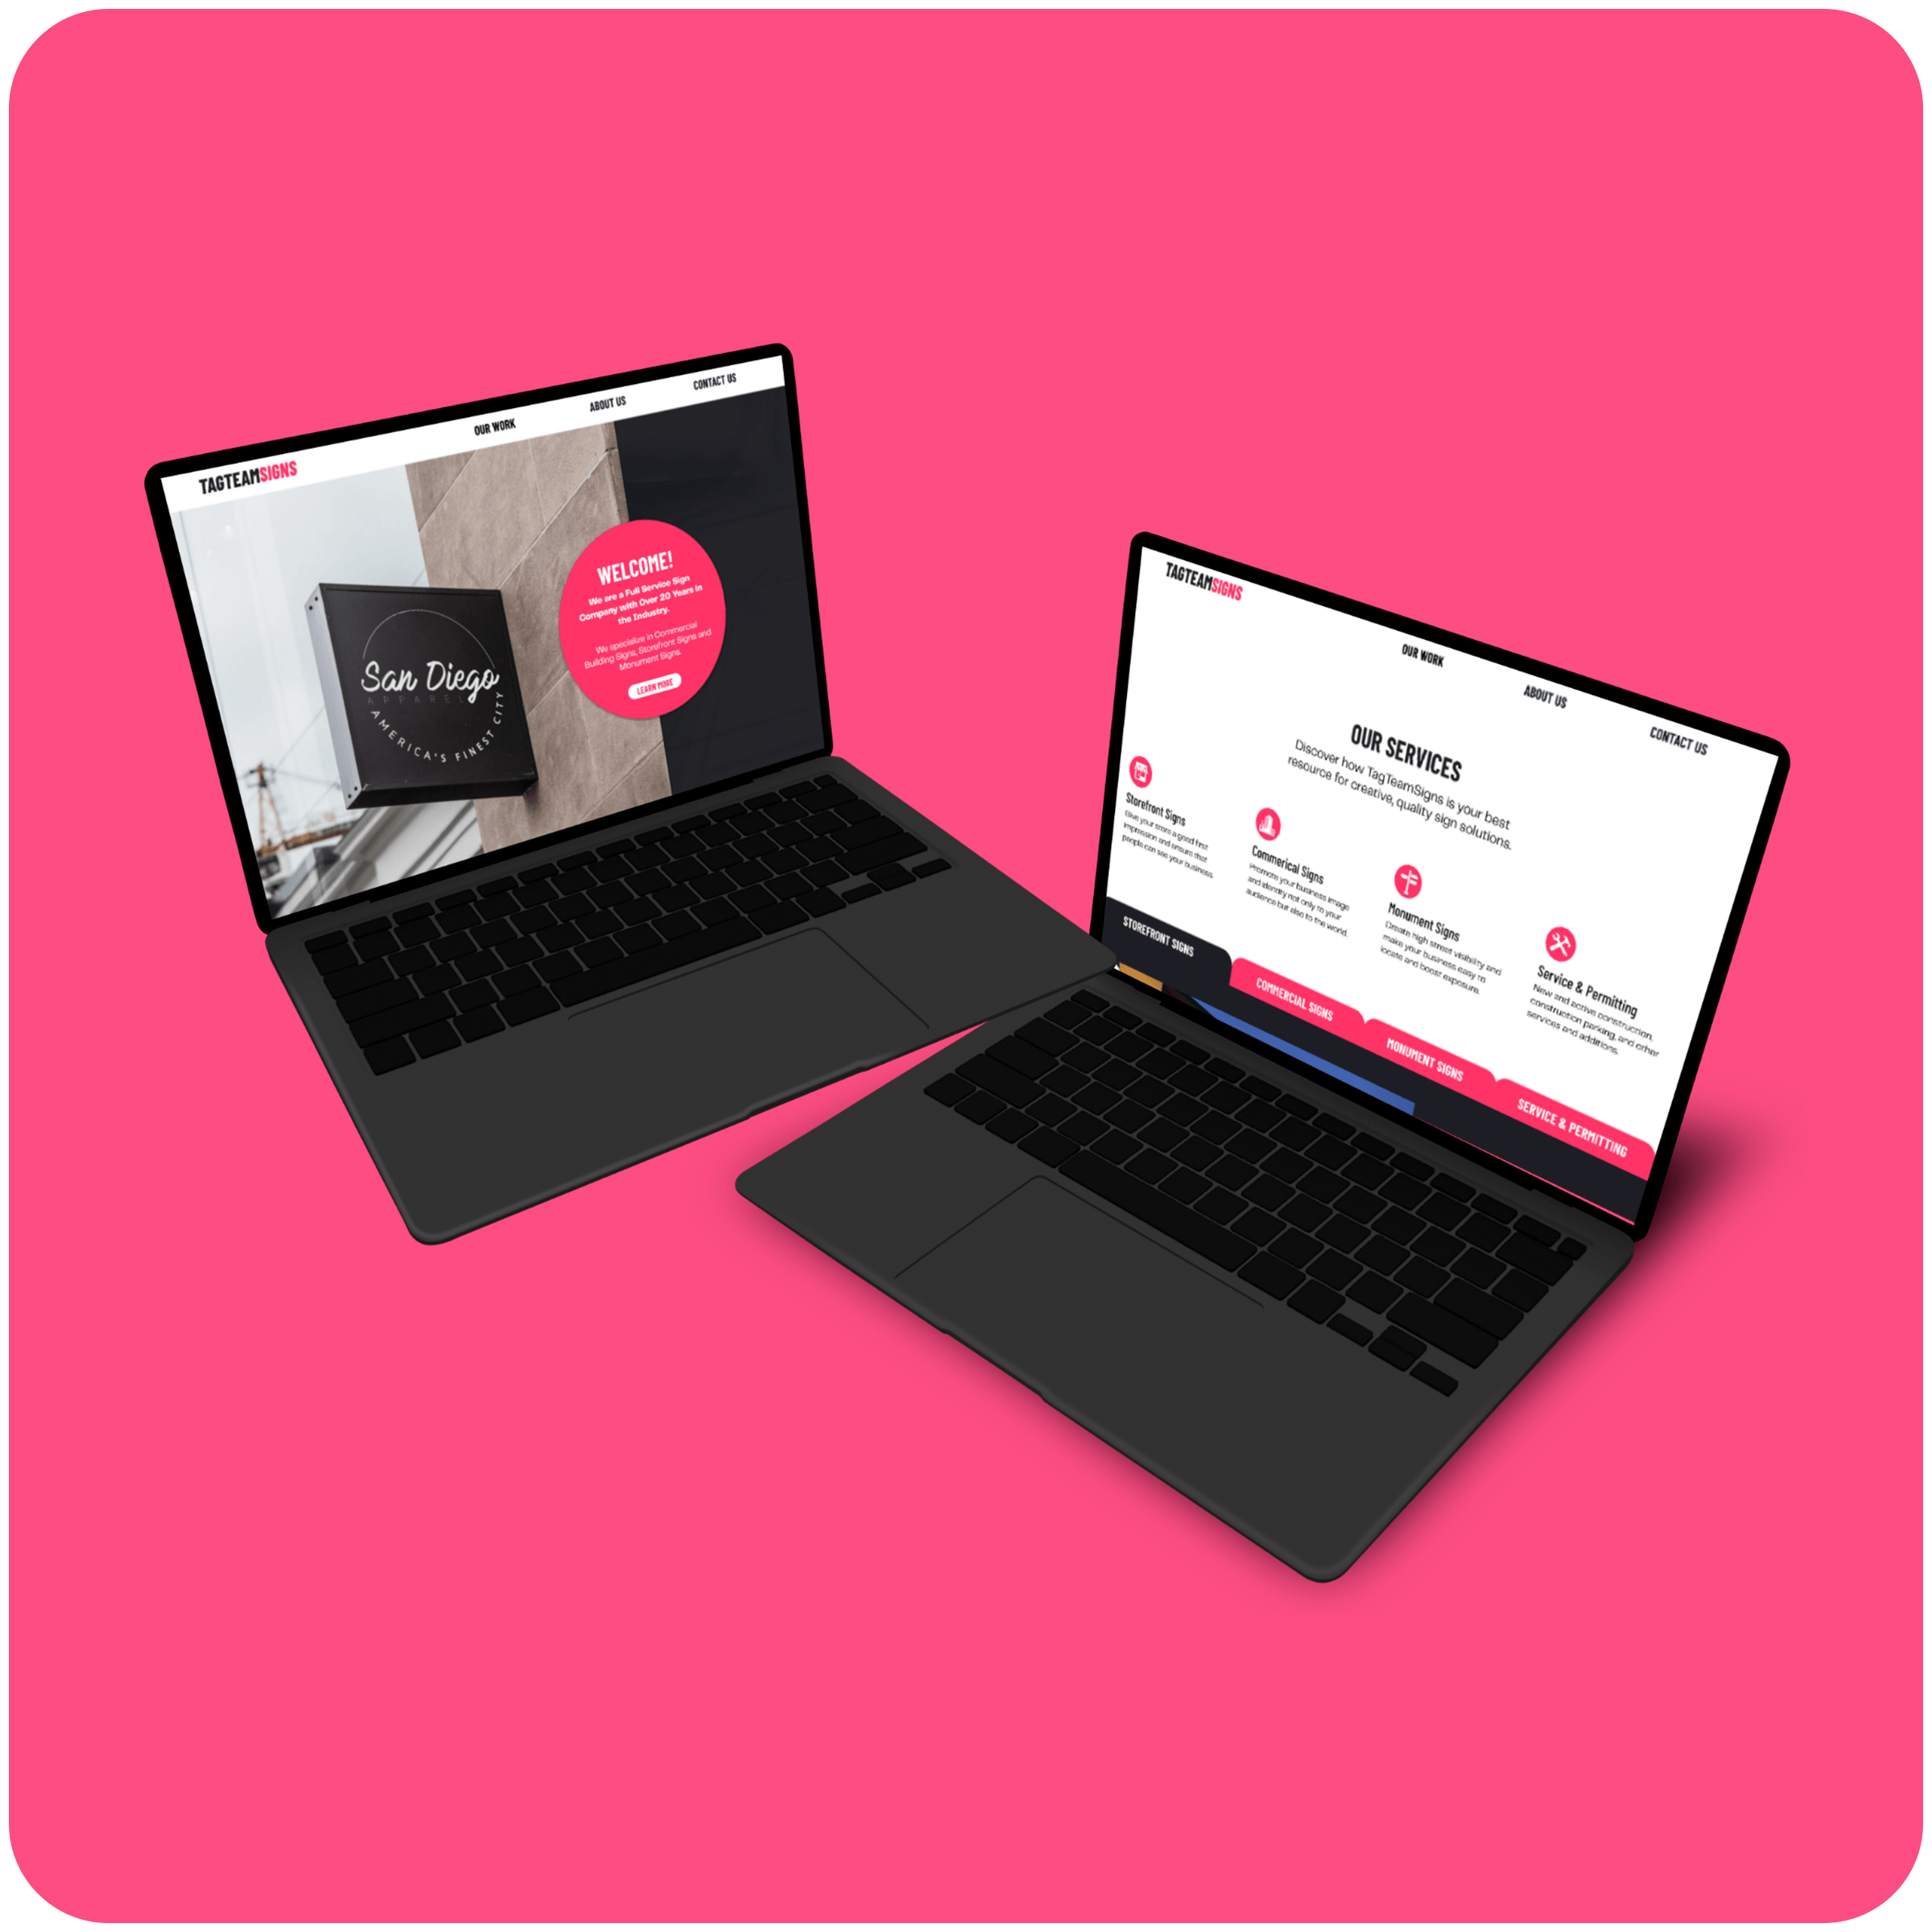 TAGTEAMSIGNS
OUR WORK
ABOUT US
CONTACT US
San Diego
APPAREL
AMERICA'S FINEST CITY
WELCOME!
We are a Full Service Sign
Company with Over 20 Years in
the Industry.
We specialize in Commercial
Building Signs, Storefront Signs and
Monument Signs.
LEARN MORE
TAGTEAMSIGNS
OUR WORK
ABOUT US
CONTACT US
OUR SERVICES
Discover how TagTeamSigns is your best
resource for creative, quality sign solutions.
Storefront Signs
Give your store a good first
impression and ensure that
people can see your business.
Commerical Signs
Promote your business image
and identity not only to your
audience but also to the world.
Monument Signs
Create high street visibility and
make your business easy to
locate and boost exposure.
Service & Permitting
New and active construction,
construction parking, and other
services and additions.
STOREFRONT SIGNS
COMMERCIAL SIGNS
MONUMENT SIGNS
SERVICE & PERMITTING